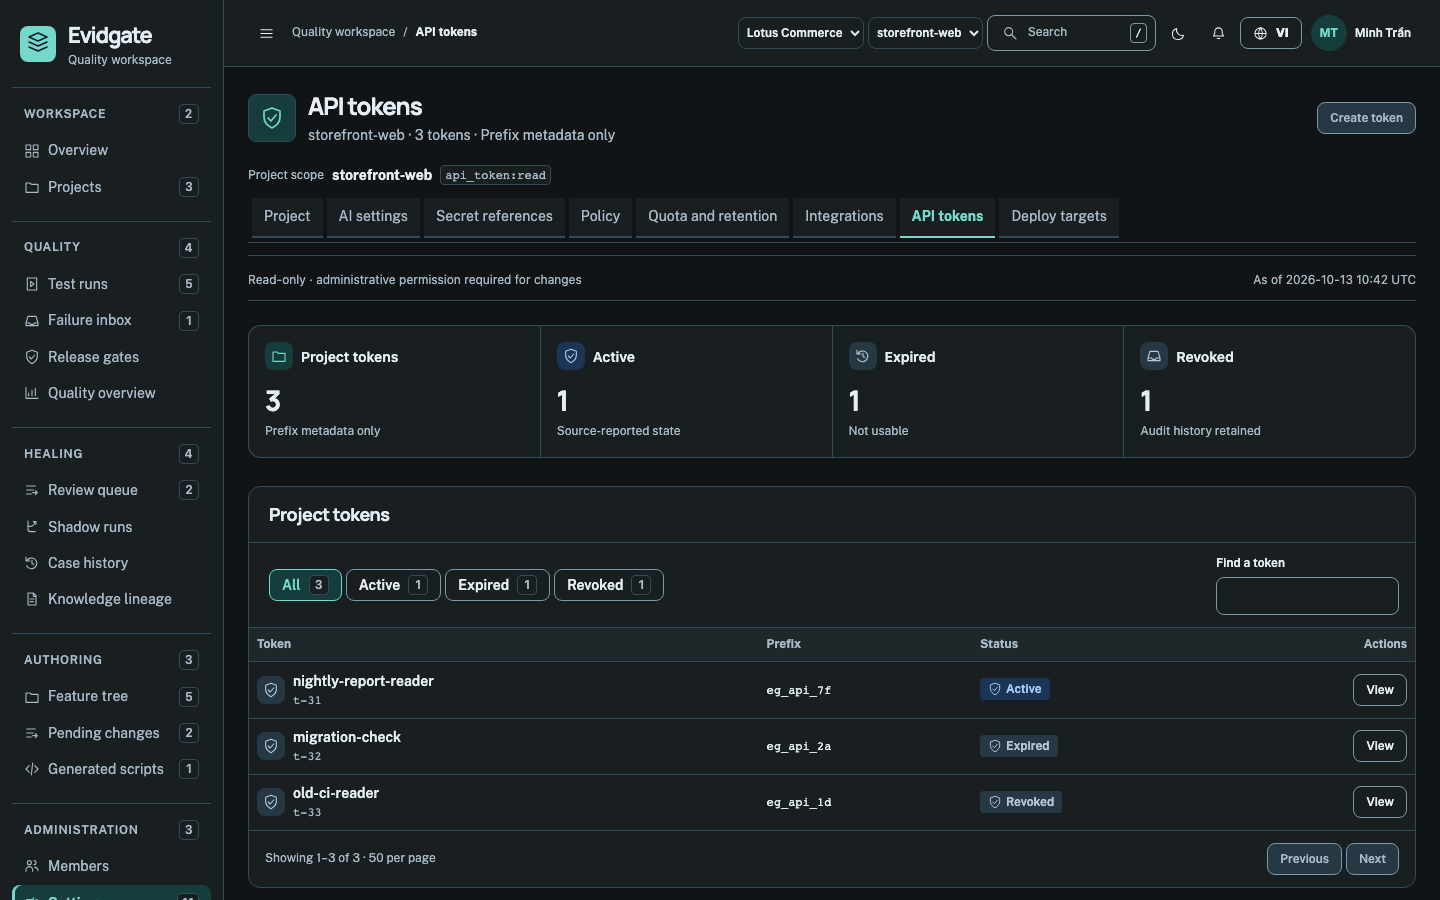 Evidgate
Quality workspace
WORKSPACE 2
Overview
Projects 3
QUALITY 4
Test runs 5
Failure inbox 1
Release gates
Quality overview
HEALING 4
Review queue 2
Shadow runs
Case history
Knowledge lineage
AUTHORING 3
Feature tree 5
Pending changes 2
Generated scripts 1
ADMINISTRATION 3
Members
Quality workspace / API tokens
Lotus Commerce
storefront-web
Search /
VI
MT Minh Trần
API tokens
storefront-web · 3 tokens · Prefix metadata only
Create token
Project scope storefront-web api_token:read
Project AI settings Secret references Policy Quota and retention Integrations API tokens Deploy targets
Read-only · administrative permission required for changes As of 2026-10-13 10:42 UTC
Project tokens
3
Prefix metadata only
Active
1
Source-reported state
Expired
1
Not usable
Revoked
1
Audit history retained
Project tokens
All 3 Active 1 Expired 1 Revoked 1
Find a token
Token Prefix Status Actions
nightly-report-reader
t-31
eg_api_7f Active View
migration-check
t-32
eg_api_2a Expired View
old-ci-reader
t-33
eg_api_1d Revoked View
Showing 1–3 of 3 · 50 per page
Previous Next